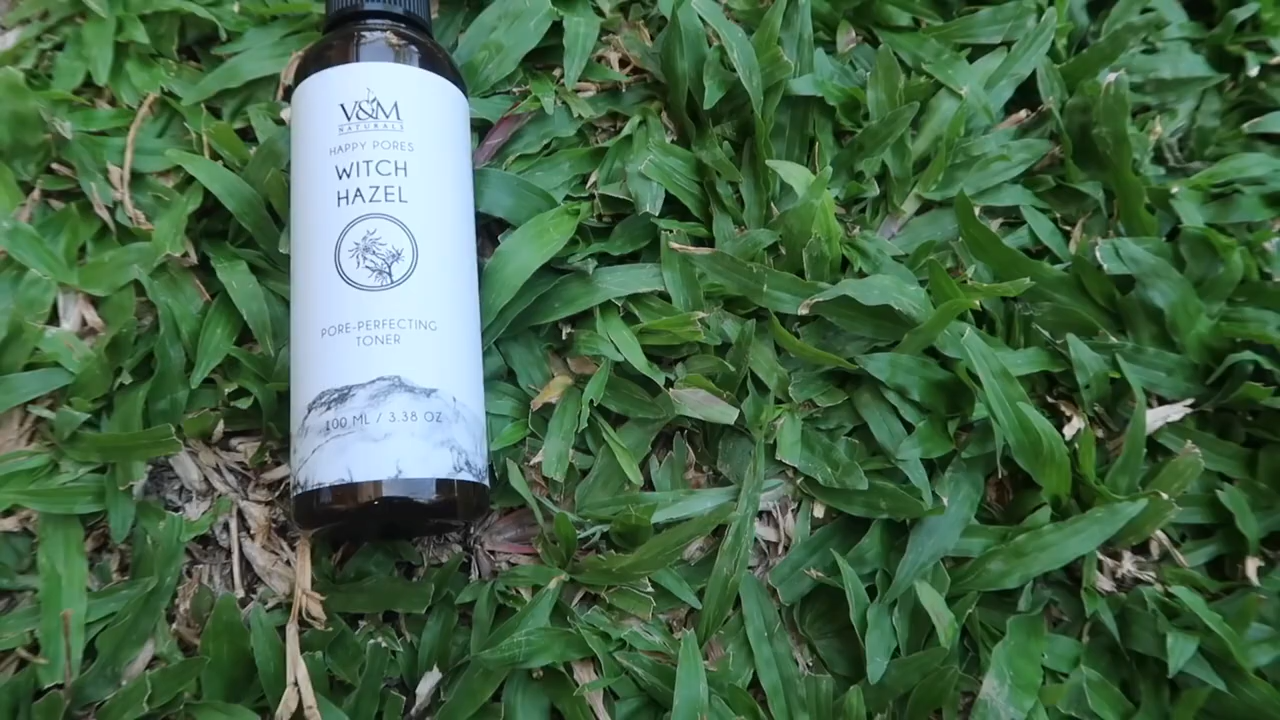 V&M
NATURALS
HAPPY PORES
WITCH
HAZEL
PORE-PERFECTING
TONER
100 ML / 3.38 OZ